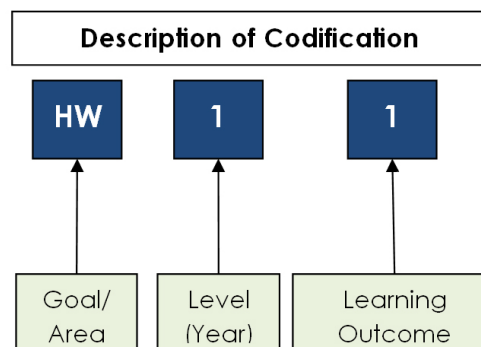 Description of Codification
HW 1 1
Goal/ Level Learning
Area (Year) Outcome